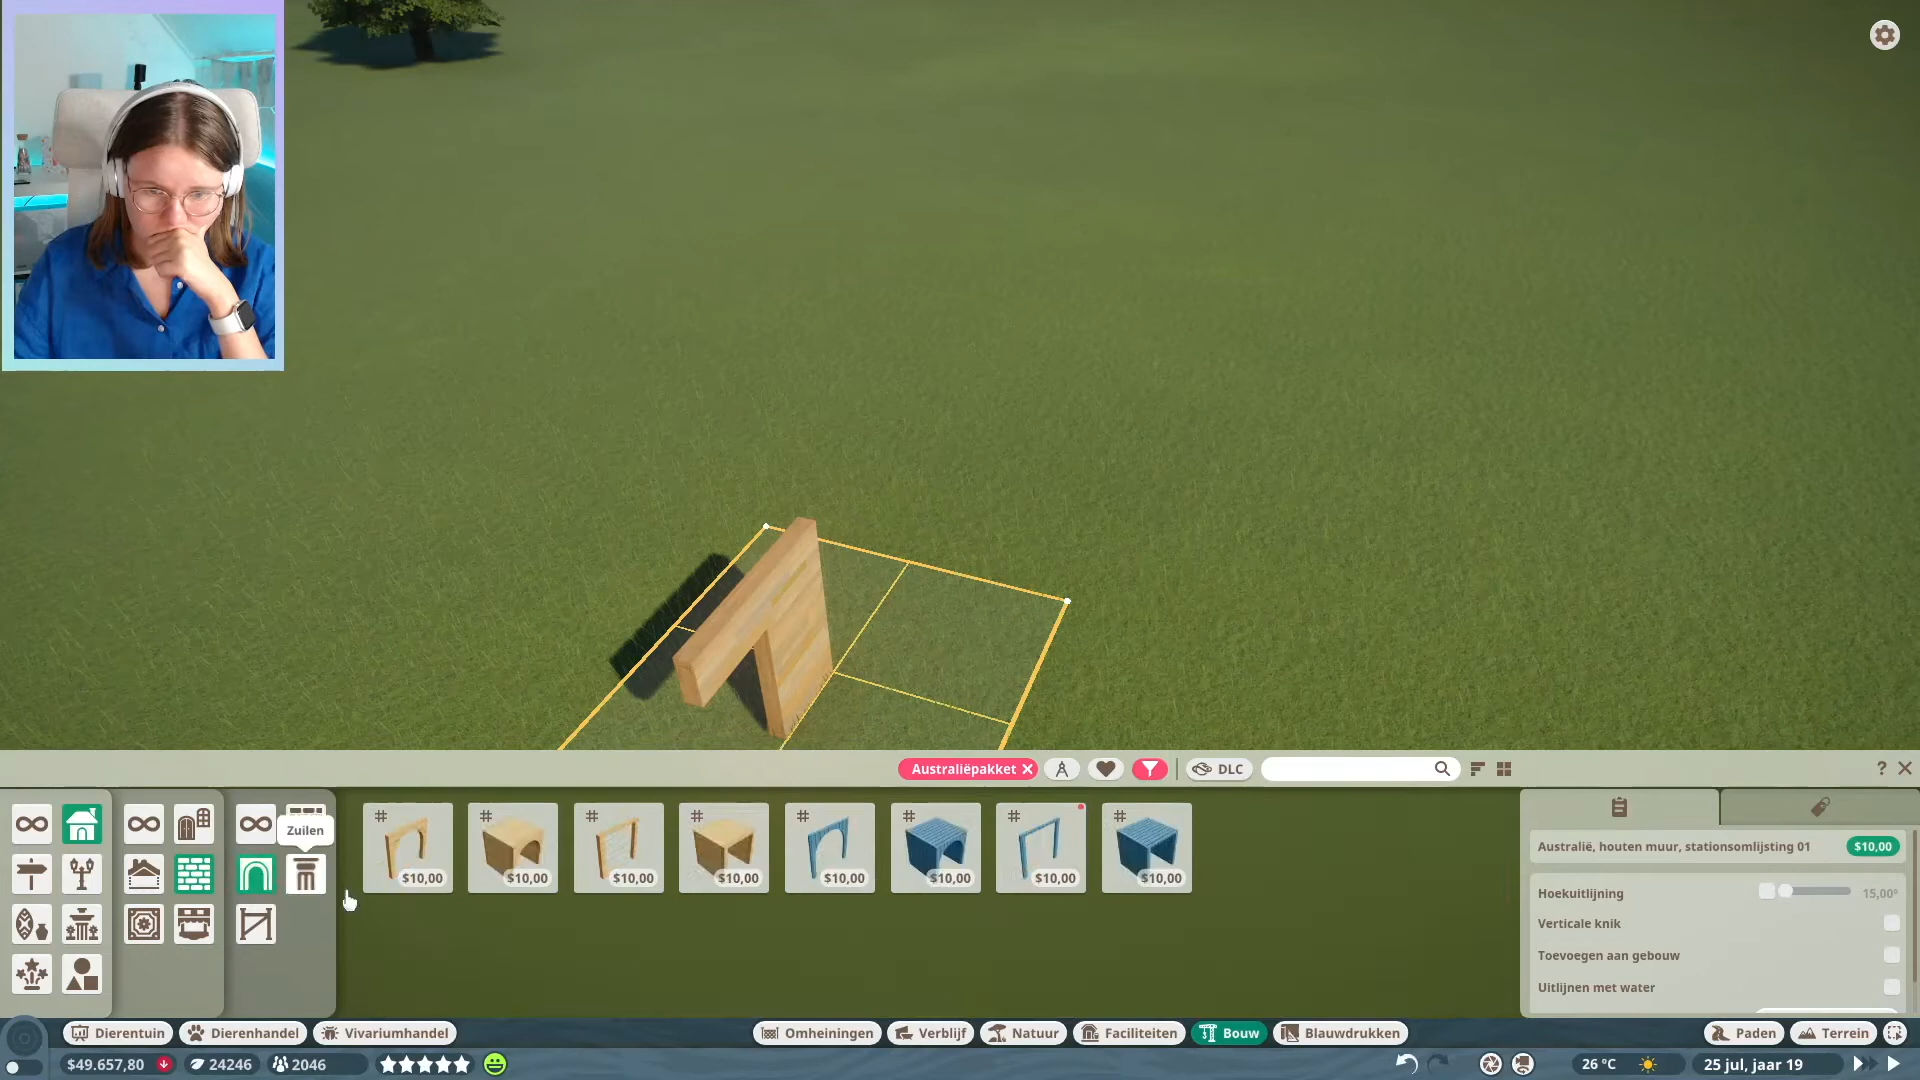 Australiëpakket ×
DLC
?
Zuilen
# $10,00
# $10,00
# $10,00
# $10,00
# $10,00
# $10,00
# $10,00
# $10,00
Australië, houten muur, stationsomlijsting 01 $10,00
Hoekuitlijning 15,00°
Verticale knik
Toevoegen aan gebouw
Uitlijnen met water
Dierentuin Dierenhandel Vivariumhandel Omheiningen Verblijf Natuur Faciliteiten Bouw Blauwdrukken Paden Terrein
$49.657,80 24246 2046 26 °C 25 jul, jaar 19